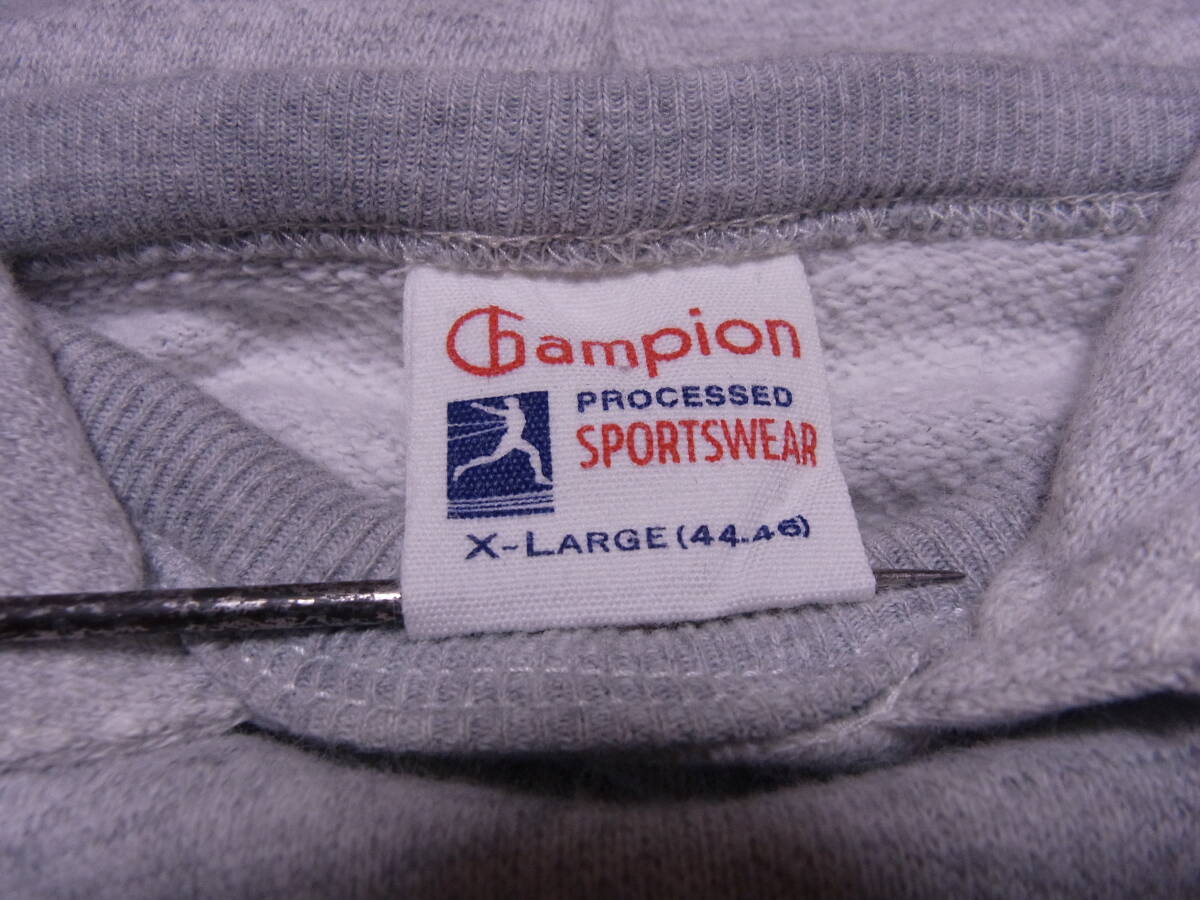 Champion
PROCESSED
SPORTSWEAR
X-LARGE (44-46)